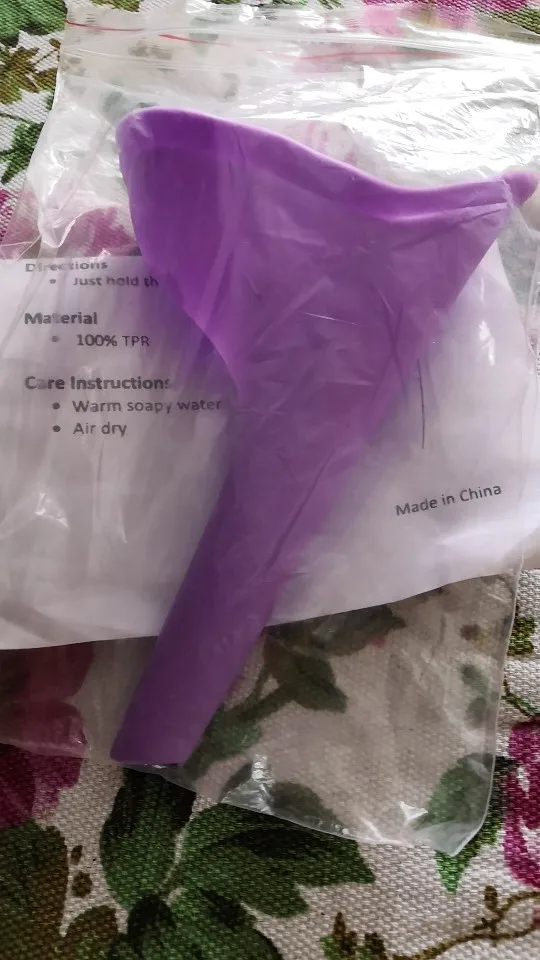 Directions
• Just hold th
Material
• 100% TPR
Care Instructions
• Warm soapy water
• Air dry
Made in China